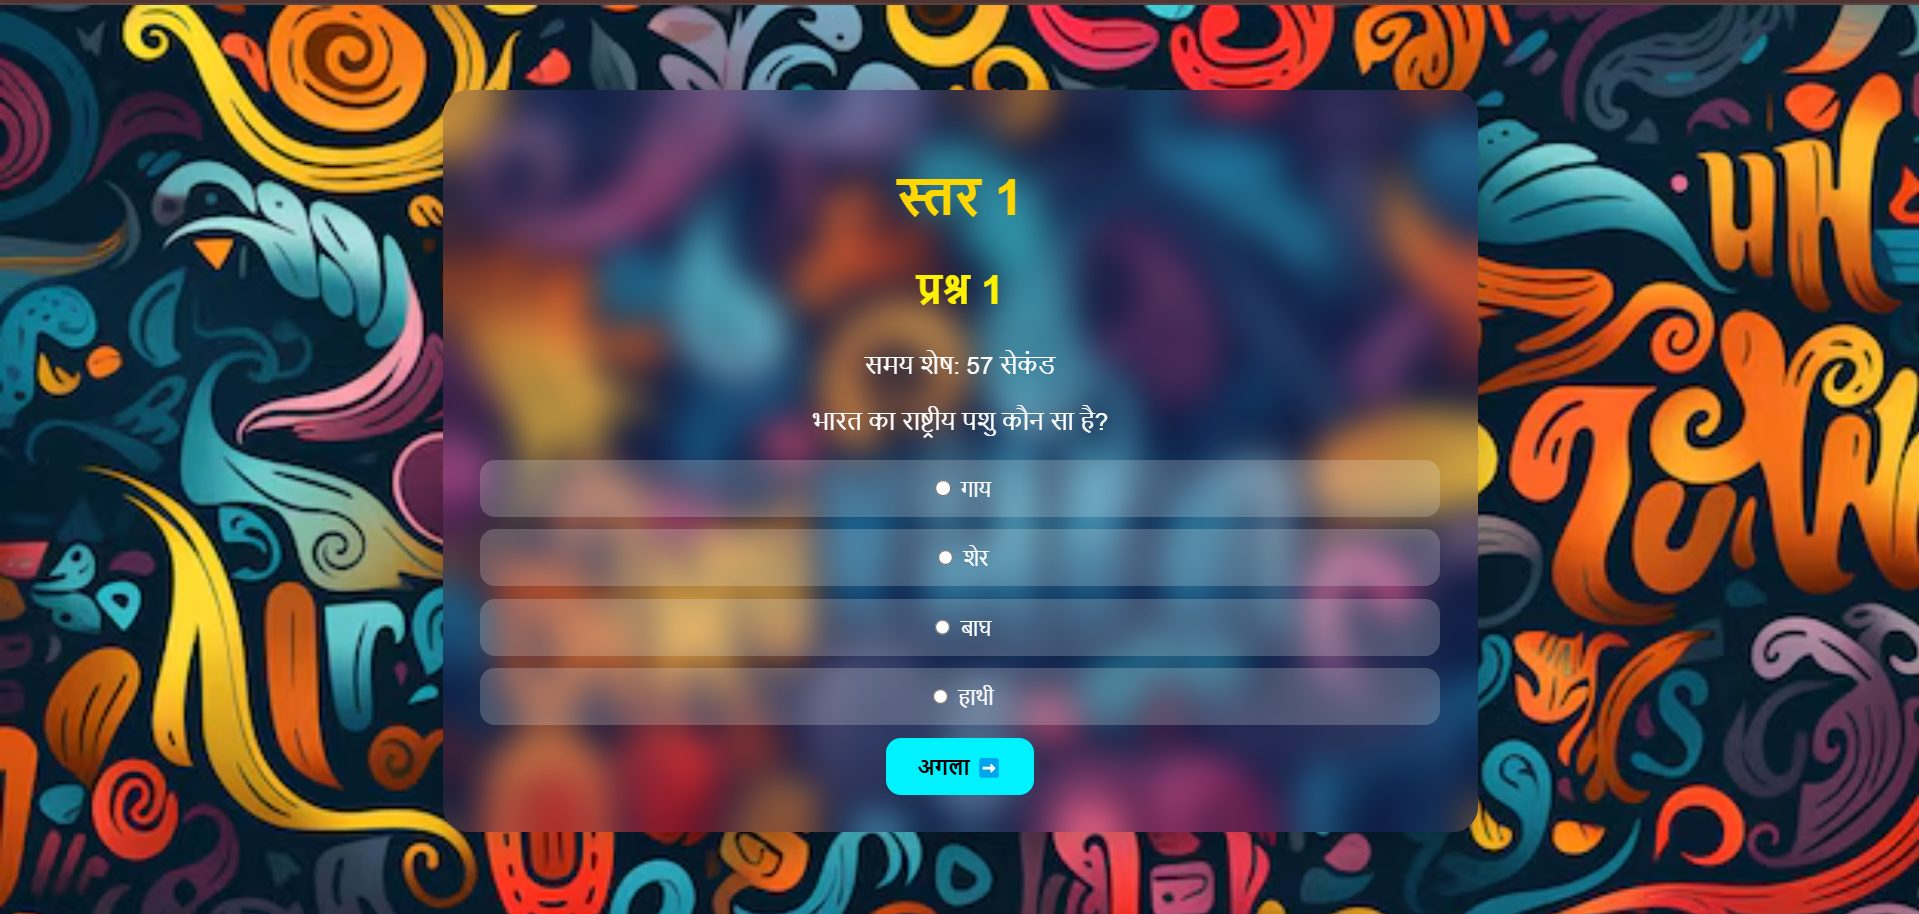 स्तर 1
प्रश्न 1
समय शेष: 57 सेकंड
भारत का राष्ट्रीय पशु कौन सा है?
गाय
शेर
बाघ
हाथी
अगला ➡️